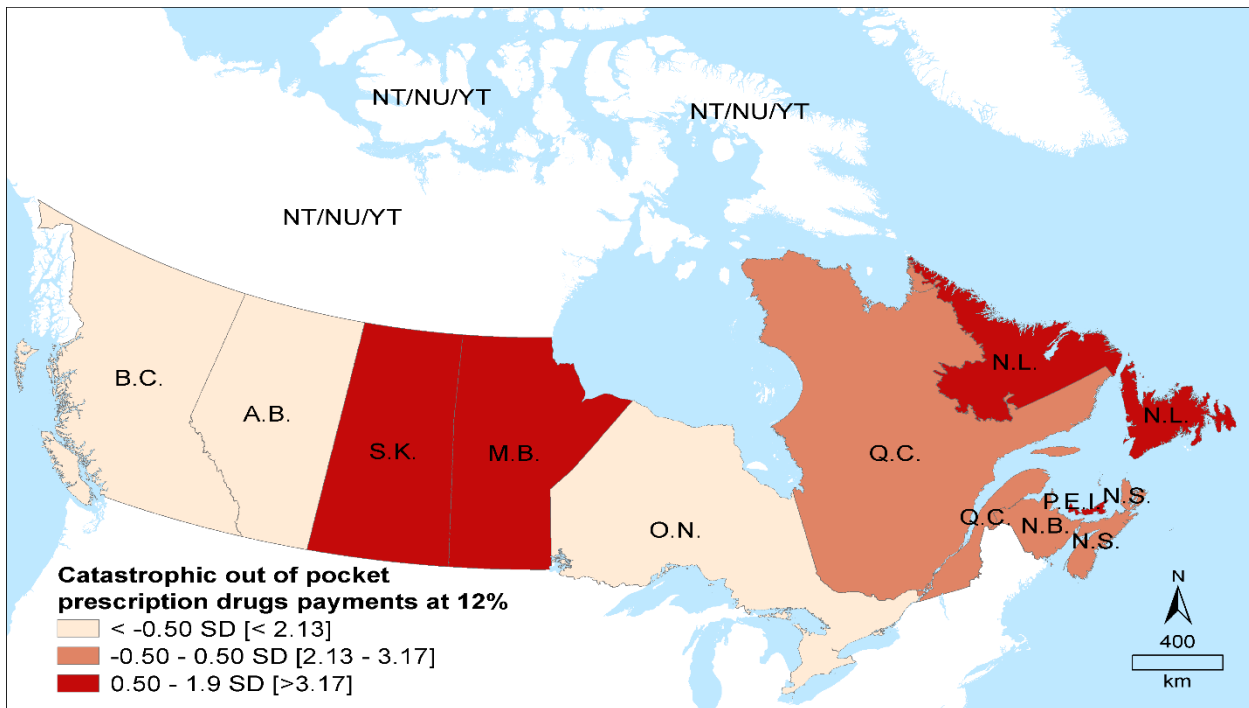 NT/NU/YT
NT/NU/YT
NT/NU/YT
B.C.
A.B.
S.K.
M.B.
O.N.
Q.C.
N.L.
N.L.
Q.C.
P.E.I.
N.S.
N.B.
N.S.
Catastrophic out of pocket
prescription drugs payments at 12%
< -0.50 SD [< 2.13]
-0.50 - 0.50 SD [2.13 - 3.17]
0.50 - 1.9 SD [>3.17]
N
400
km